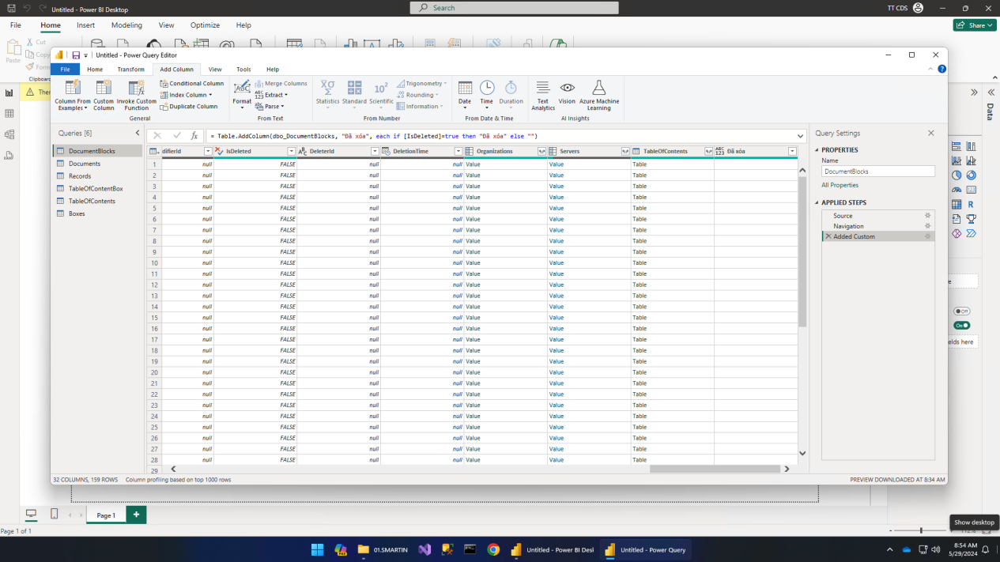 Untitled - Power BI Desktop
Search
TT CDS
File Home Insert Modeling View Optimize Help
Share
Paste
Cut
Copy
Clipboard
Untitled - Power Query Editor
File Home Transform Add Column View Tools Help
Column From Examples
Custom Column
Invoke Custom Function
Conditional Column
Index Column
Duplicate Column
General
Format
Merge Columns
Extract
Parse
From Text
Statistics
Standard
Scientific
Trigonometry
Rounding
Information
From Number
Date
Time
Duration
From Date & Time
Text Analytics
Vision
Azure Machine Learning
AI Insights
Queries [6]
DocumentBlocks
Documents
Records
TableOfContentBox
TableOfContents
Boxes
= Table.AddColumn(dbo_DocumentBlocks, "Đã xóa", each if [IsDeleted]=true then "Đã xóa" else "")
difierId IsDeleted DeleterId DeletionTime Organizations Servers TableOfContents Đã xóa
1 null FALSE null null Value Value Table
2 null FALSE null null Value Value Table
3 null FALSE null null Value Value Table
4 null FALSE null null Value Value Table
5 null FALSE null null Value Value Table
6 null FALSE null null Value Value Table
7 null FALSE null null Value Value Table
8 null FALSE null null Value Value Table
9 null FALSE null null Value Value Table
10 null FALSE null null Value Value Table
11 null FALSE null null Value Value Table
12 null FALSE null null Value Value Table
13 null FALSE null null Value Value Table
14 null FALSE null null Value Value Table
15 null FALSE null null Value Value Table
16 null FALSE null null Value Value Table
17 null FALSE null null Value Value Table
18 null FALSE null null Value Value Table
19 null FALSE null null Value Value Table
20 null FALSE null null Value Value Table
21 null FALSE null null Value Value Table
22 null FALSE null null Value Value Table
23 null FALSE null null Value Value Table
24 null FALSE null null Value Value Table
25 null FALSE null null Value Value Table
26 null FALSE null null Value Value Table
27 null FALSE null null Value Value Table
28 null FALSE null null Value Value Table
29
Query Settings
PROPERTIES
Name
DocumentBlocks
All Properties
APPLIED STEPS
Source
Navigation
Added Custom
Data
Off
On
elds here
32 COLUMNS, 159 ROWS
Column profiling based on top 1000 rows
PREVIEW DOWNLOADED AT 8:34 AM
Page 1
Page 1 of 1
Show desktop
01.SMARTIN
Untitled - Power BI Desk
Untitled - Power Query
8:54 AM
5/29/2024